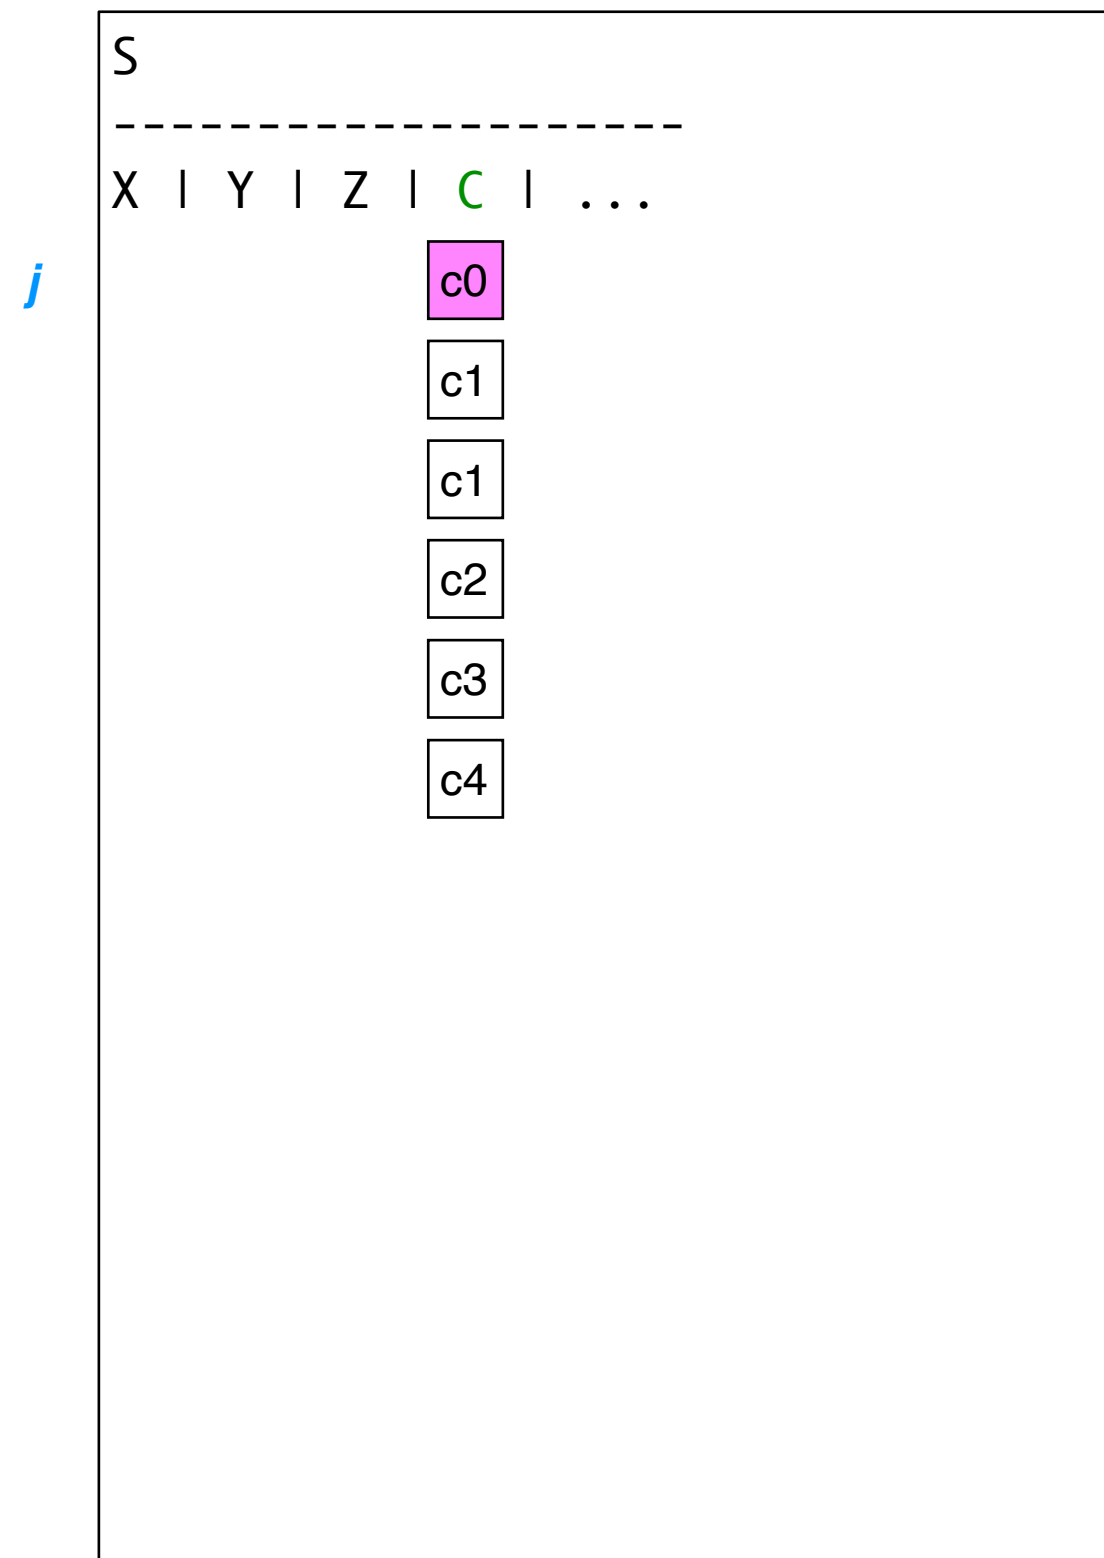 S
--------------------
X | Y | Z | C | ...
j
c0
c1
c1
c2
c3
c4